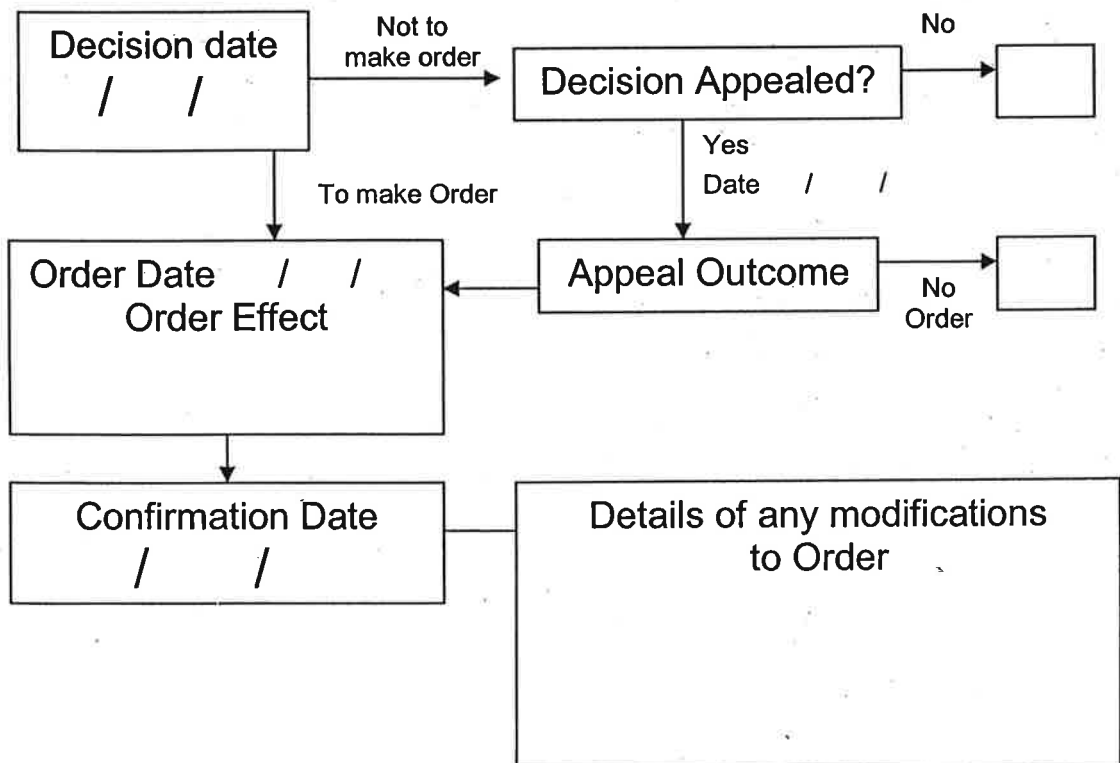 Decision date
/ /
Not to
make order
Decision Appealed?
No
Yes
Date / /
To make Order
Order Date / /
Order Effect
Appeal Outcome
No
Order
Confirmation Date
/ /
Details of any modifications
to Order